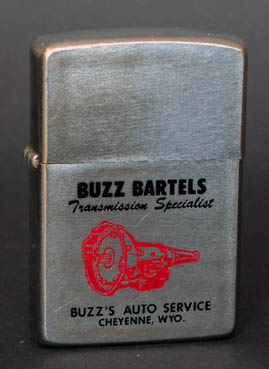 BUZZ BARTELS
Transmission Specialist
BUZZ'S AUTO SERVICE
CHEYENNE, WYO.